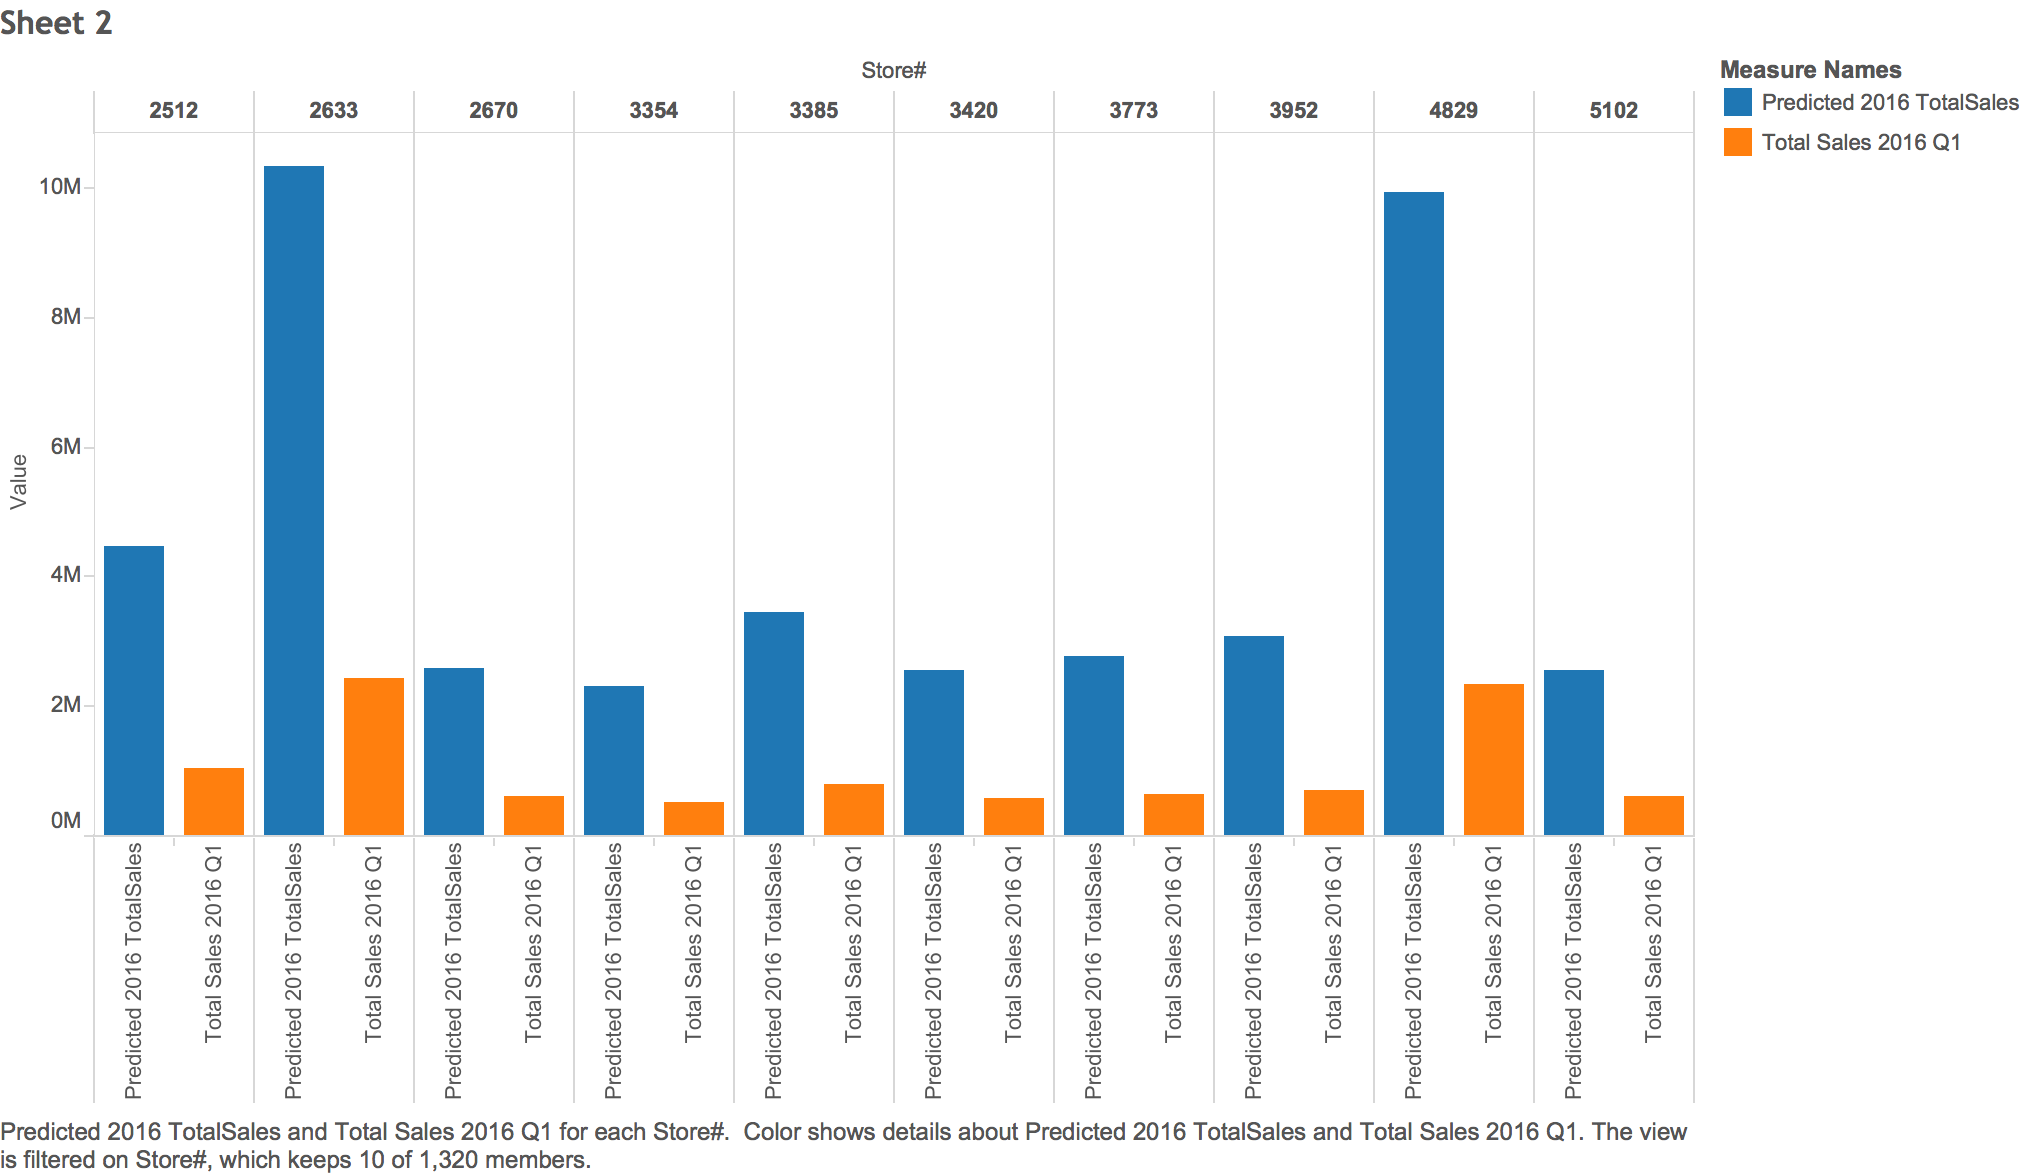 Sheet 2
Store#
Measure Names
2512 2633 2670 3354 3385 3420 3773 3952 4829 5102
Predicted 2016 TotalSales
Total Sales 2016 Q1
10M
8M
6M
4M
2M
0M
Value
Predicted 2016 TotalSales
Total Sales 2016 Q1
Predicted 2016 TotalSales
Total Sales 2016 Q1
Predicted 2016 TotalSales
Total Sales 2016 Q1
Predicted 2016 TotalSales
Total Sales 2016 Q1
Predicted 2016 TotalSales
Total Sales 2016 Q1
Predicted 2016 TotalSales
Total Sales 2016 Q1
Predicted 2016 TotalSales
Total Sales 2016 Q1
Predicted 2016 TotalSales
Total Sales 2016 Q1
Predicted 2016 TotalSales
Total Sales 2016 Q1
Predicted 2016 TotalSales
Total Sales 2016 Q1
Predicted 2016 TotalSales and Total Sales 2016 Q1 for each Store#.  Color shows details about Predicted 2016 TotalSales and Total Sales 2016 Q1. The view
is filtered on Store#, which keeps 10 of 1,320 members.